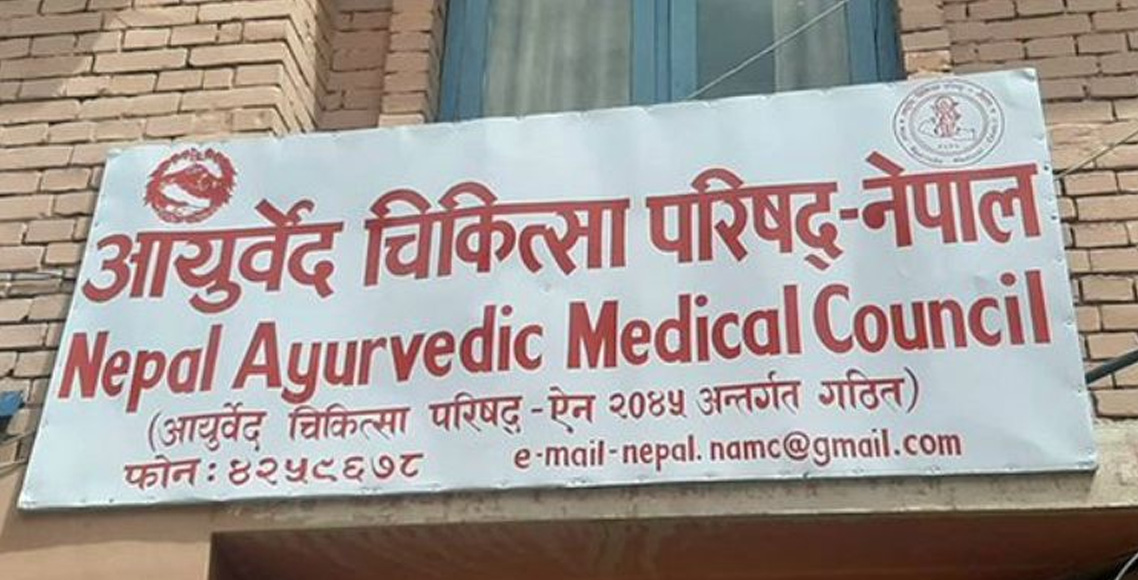 आयुर्वेद चिकित्सा परिषद्-नेपाल
Nepal Ayurvedic Medical Council
(आयुर्वेद चिकित्सा परिषद्-ऐन २०४५ अन्तर्गत गठित)
फोन: ४२५९६७८ e-mail-nepal.namc@gmail.com